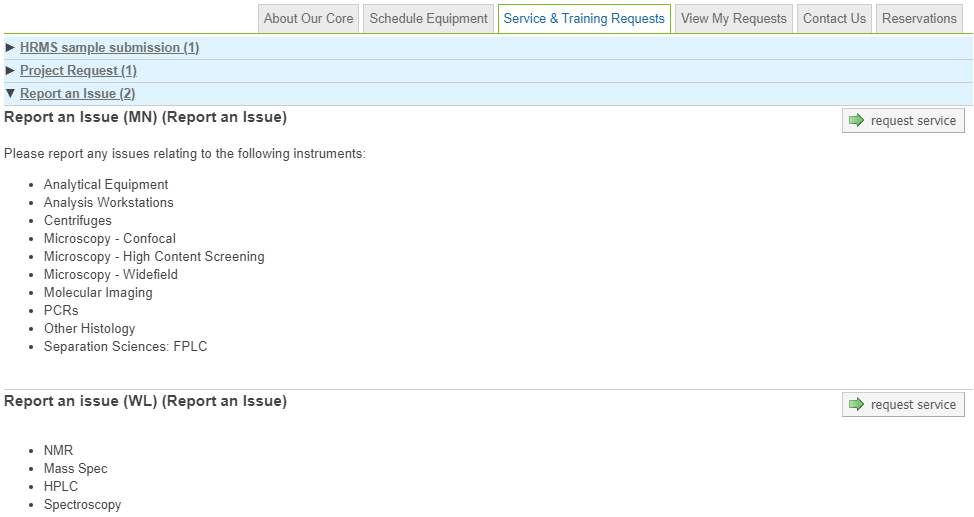 About Our Core Schedule Equipment Service & Training Requests View My Requests Contact Us Reservations
▶ HRMS sample submission (1)
▶ Project Request (1)
▼ Report an Issue (2)
Report an Issue (MN) (Report an Issue) request service
Please report any issues relating to the following instruments:
• Analytical Equipment
• Analysis Workstations
• Centrifuges
• Microscopy - Confocal
• Microscopy - High Content Screening
• Microscopy - Widefield
• Molecular Imaging
• PCRs
• Other Histology
• Separation Sciences: FPLC
Report an issue (WL) (Report an Issue) request service
• NMR
• Mass Spec
• HPLC
• Spectroscopy